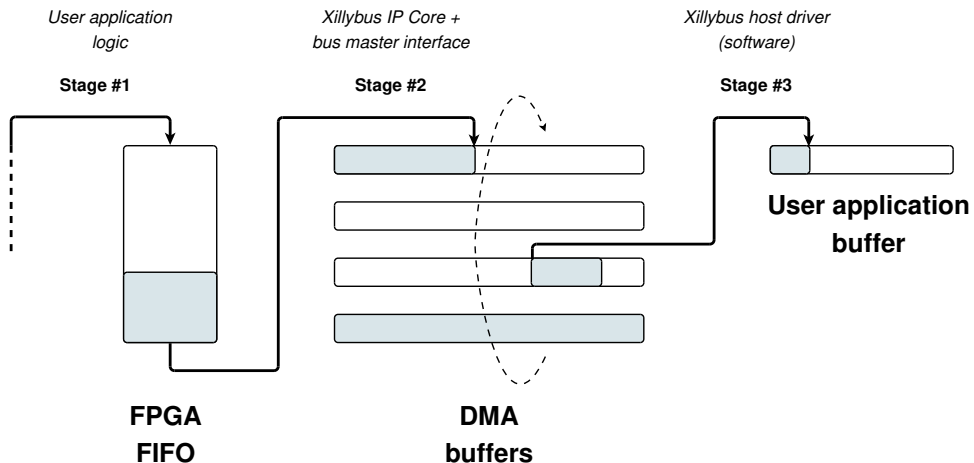 User application
logic
Stage #1
Xillybus IP Core +
bus master interface
Stage #2
Xillybus host driver
(software)
Stage #3
User application
buffer
FPGA
FIFO
DMA
buffers